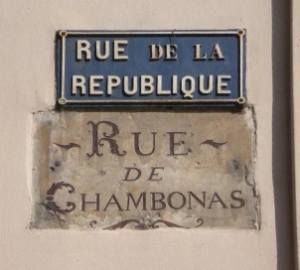 RUE DE LA
REPUBLIQUE
~ RUE ~
DE
CHAMBONAS